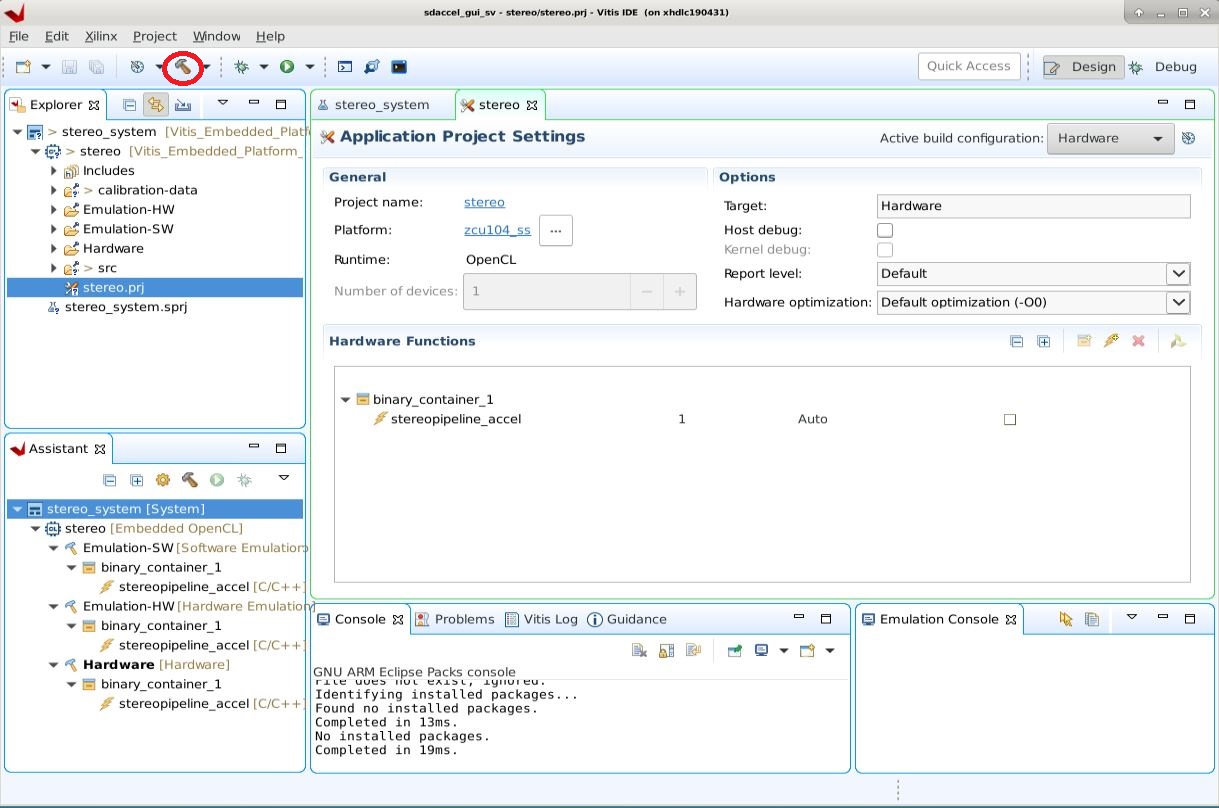 sdaccel_gui_sv - stereo/stereo.prj - Vitis IDE (on xhdlc190431)
File Edit Xilinx Project Window Help
Quick Access
Design
Debug
Explorer
> stereo_system [Vitis_Embedded_Platf
> stereo [Vitis_Embedded_Platform_
Includes
> calibration-data
Emulation-HW
Emulation-SW
Hardware
> src
stereo.prj
stereo_system.sprj
stereo_system
stereo
Application Project Settings
Active build configuration: Hardware
General
Project name: stereo
Platform: zcu104_ss ...
Runtime: OpenCL
Number of devices: 1 − +
Options
Target: Hardware
Host debug:
Kernel debug:
Report level: Default
Hardware optimization: Default optimization (-O0)
Hardware Functions
binary_container_1
stereopipeline_accel 1 Auto
Assistant
stereo_system [System]
stereo [Embedded OpenCL]
Emulation-SW [Software Emulation]
binary_container_1
stereopipeline_accel [C/C++]
Emulation-HW [Hardware Emulation]
binary_container_1
stereopipeline_accel [C/C++]
Hardware [Hardware]
binary_container_1
stereopipeline_accel [C/C++]
Console
Problems
Vitis Log
Guidance
GNU ARM Eclipse Packs console
File does not exist, ignored.
Identifying installed packages...
Found no installed packages.
Completed in 13ms.
No installed packages.
Completed in 19ms.
Emulation Console